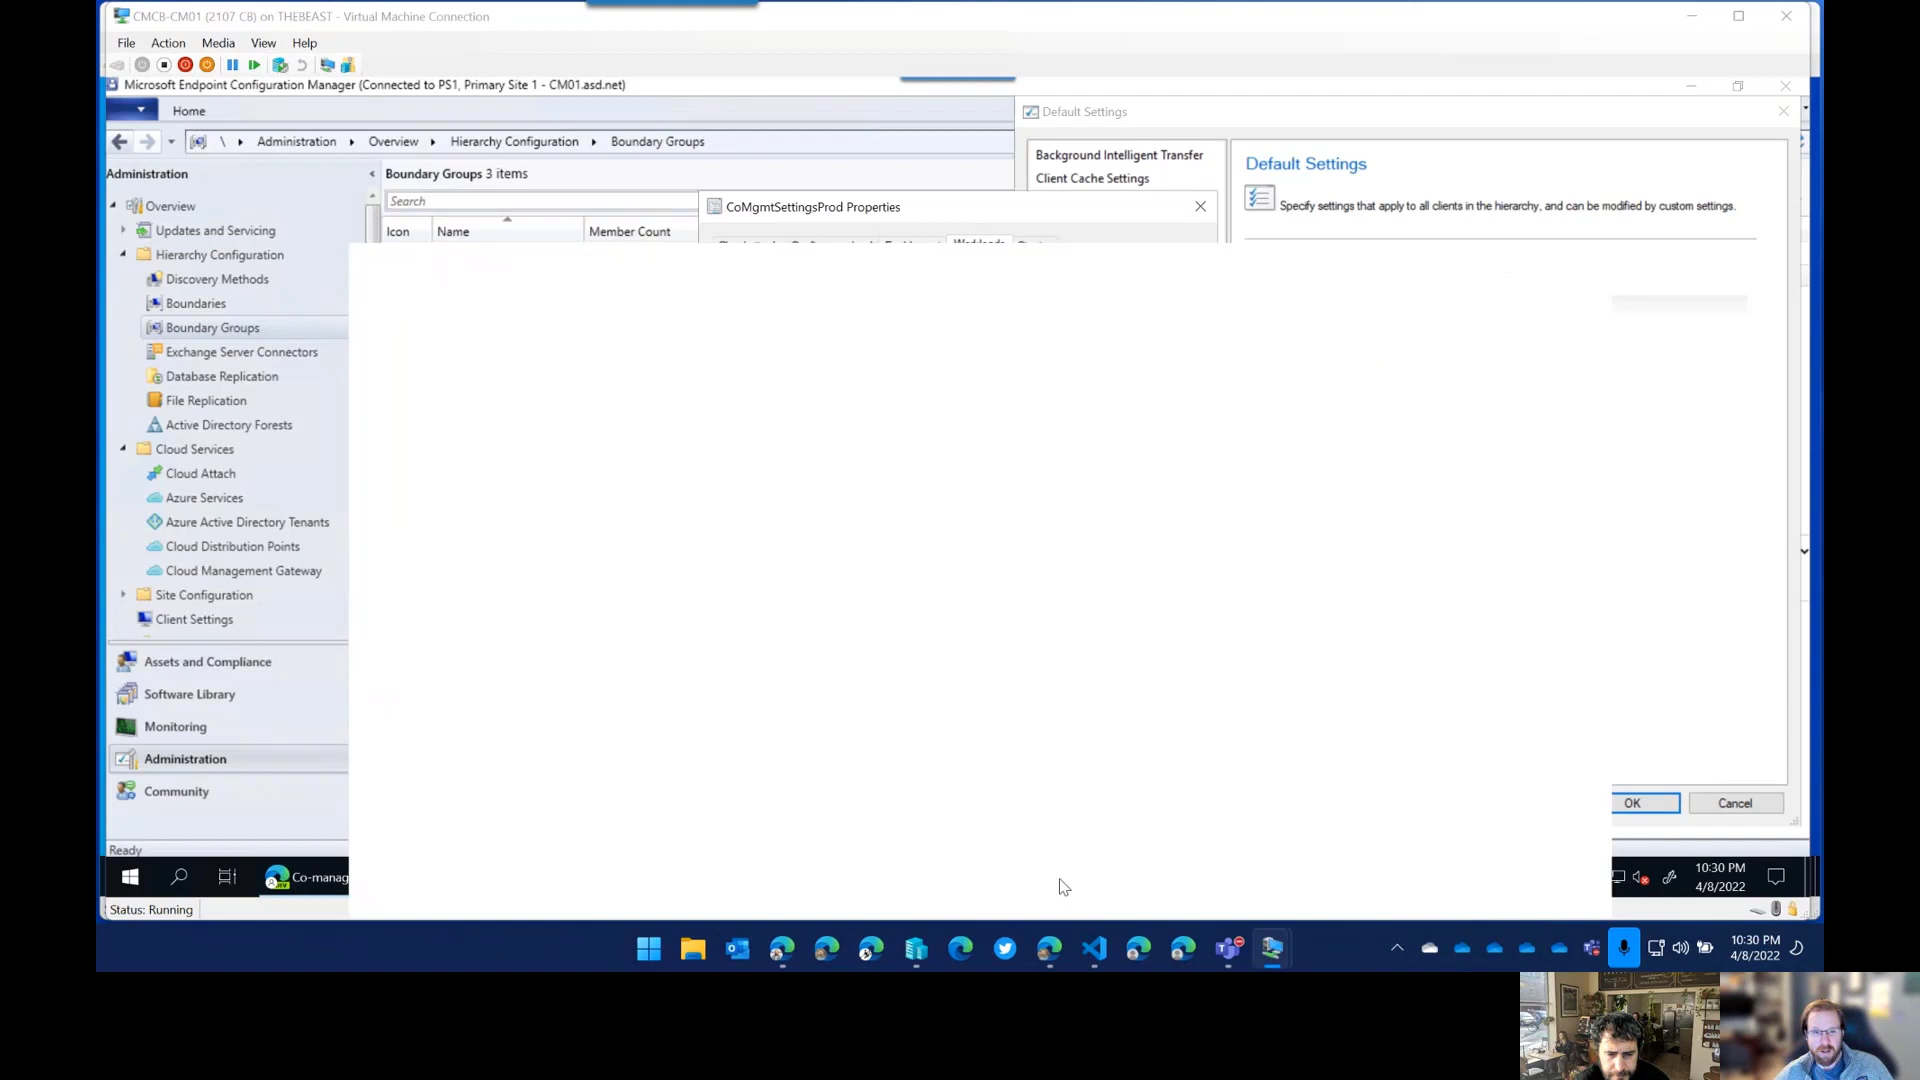 CMCB-CM01 (2107 CB) on THEBEAST - Virtual Machine Connection
File Action Media View Help
Microsoft Endpoint Configuration Manager (Connected to PS1, Primary Site 1 - CM01.asd.net)
Home
\ Administration Overview Hierarchy Configuration Boundary Groups
Administration
Overview
Updates and Servicing
Hierarchy Configuration
Discovery Methods
Boundaries
Boundary Groups
Exchange Server Connectors
Database Replication
File Replication
Active Directory Forests
Cloud Services
Cloud Attach
Azure Services
Azure Active Directory Tenants
Cloud Distribution Points
Cloud Management Gateway
Site Configuration
Client Settings
Assets and Compliance
Software Library
Monitoring
Administration
Community
Ready
Boundary Groups 3 items
Search
Icon Name Member Count
CoMgmtSettingsProd Properties
Workloads
Default Settings
Background Intelligent Transfer
Client Cache Settings
Default Settings
Specify settings that apply to all clients in the hierarchy, and can be modified by custom settings.
OK Cancel
Co-manag
10:30 PM
4/8/2022
Status: Running
10:30 PM
4/8/2022